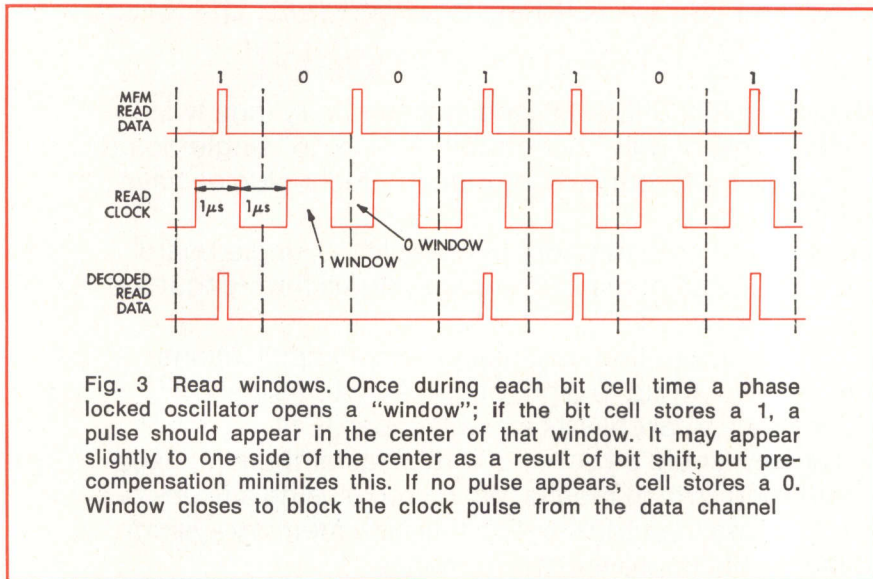 1 0 0 1 1 0 1
MFM
READ
DATA
READ
CLOCK
1μs 1μs
0 WINDOW
1 WINDOW
DECODED
READ
DATA
Fig. 3 Read windows. Once during each bit cell time a phase
locked oscillator opens a “window”; if the bit cell stores a 1, a
pulse should appear in the center of that window. It may appear
slightly to one side of the center as a result of bit shift, but pre-
compensation minimizes this. If no pulse appears, cell stores a 0.
Window closes to block the clock pulse from the data channel